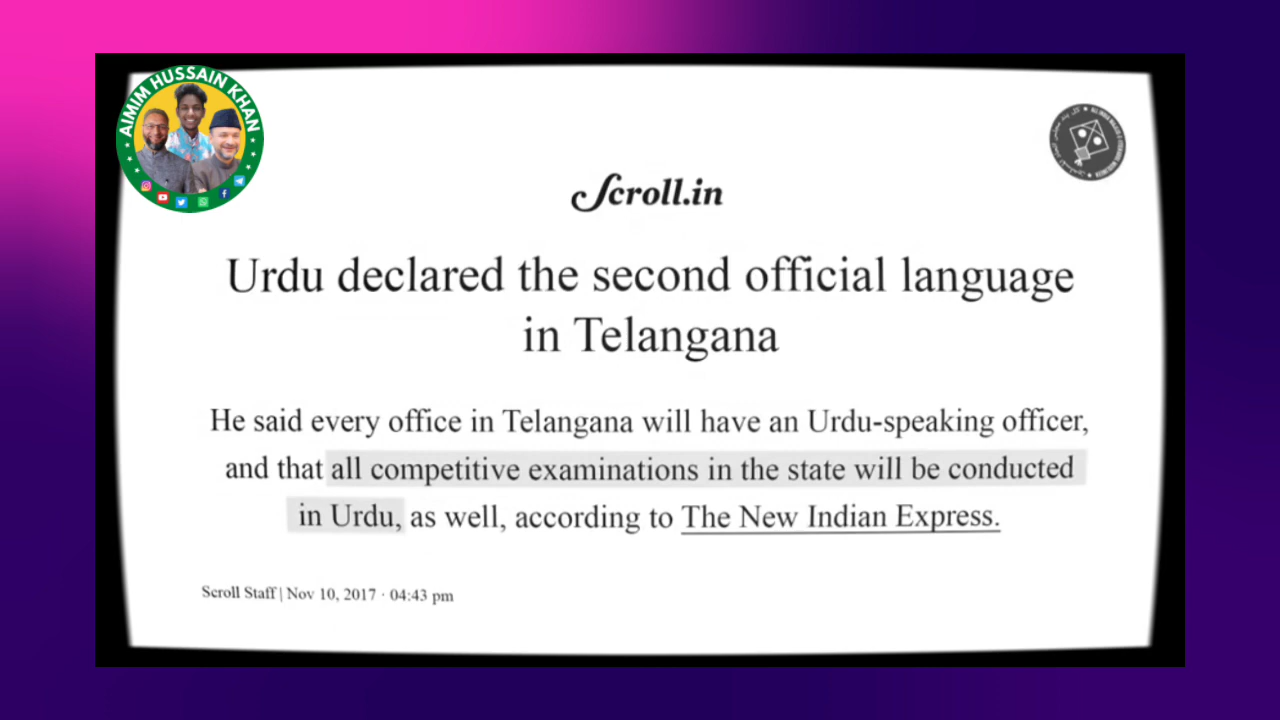 AIMIM HUSSAIN KHAN
Scroll.in
Urdu declared the second official language
in Telangana
He said every office in Telangana will have an Urdu-speaking officer,
and that all competitive examinations in the state will be conducted
in Urdu, as well, according to The New Indian Express.
Scroll Staff | Nov 10, 2017 · 04:43 pm